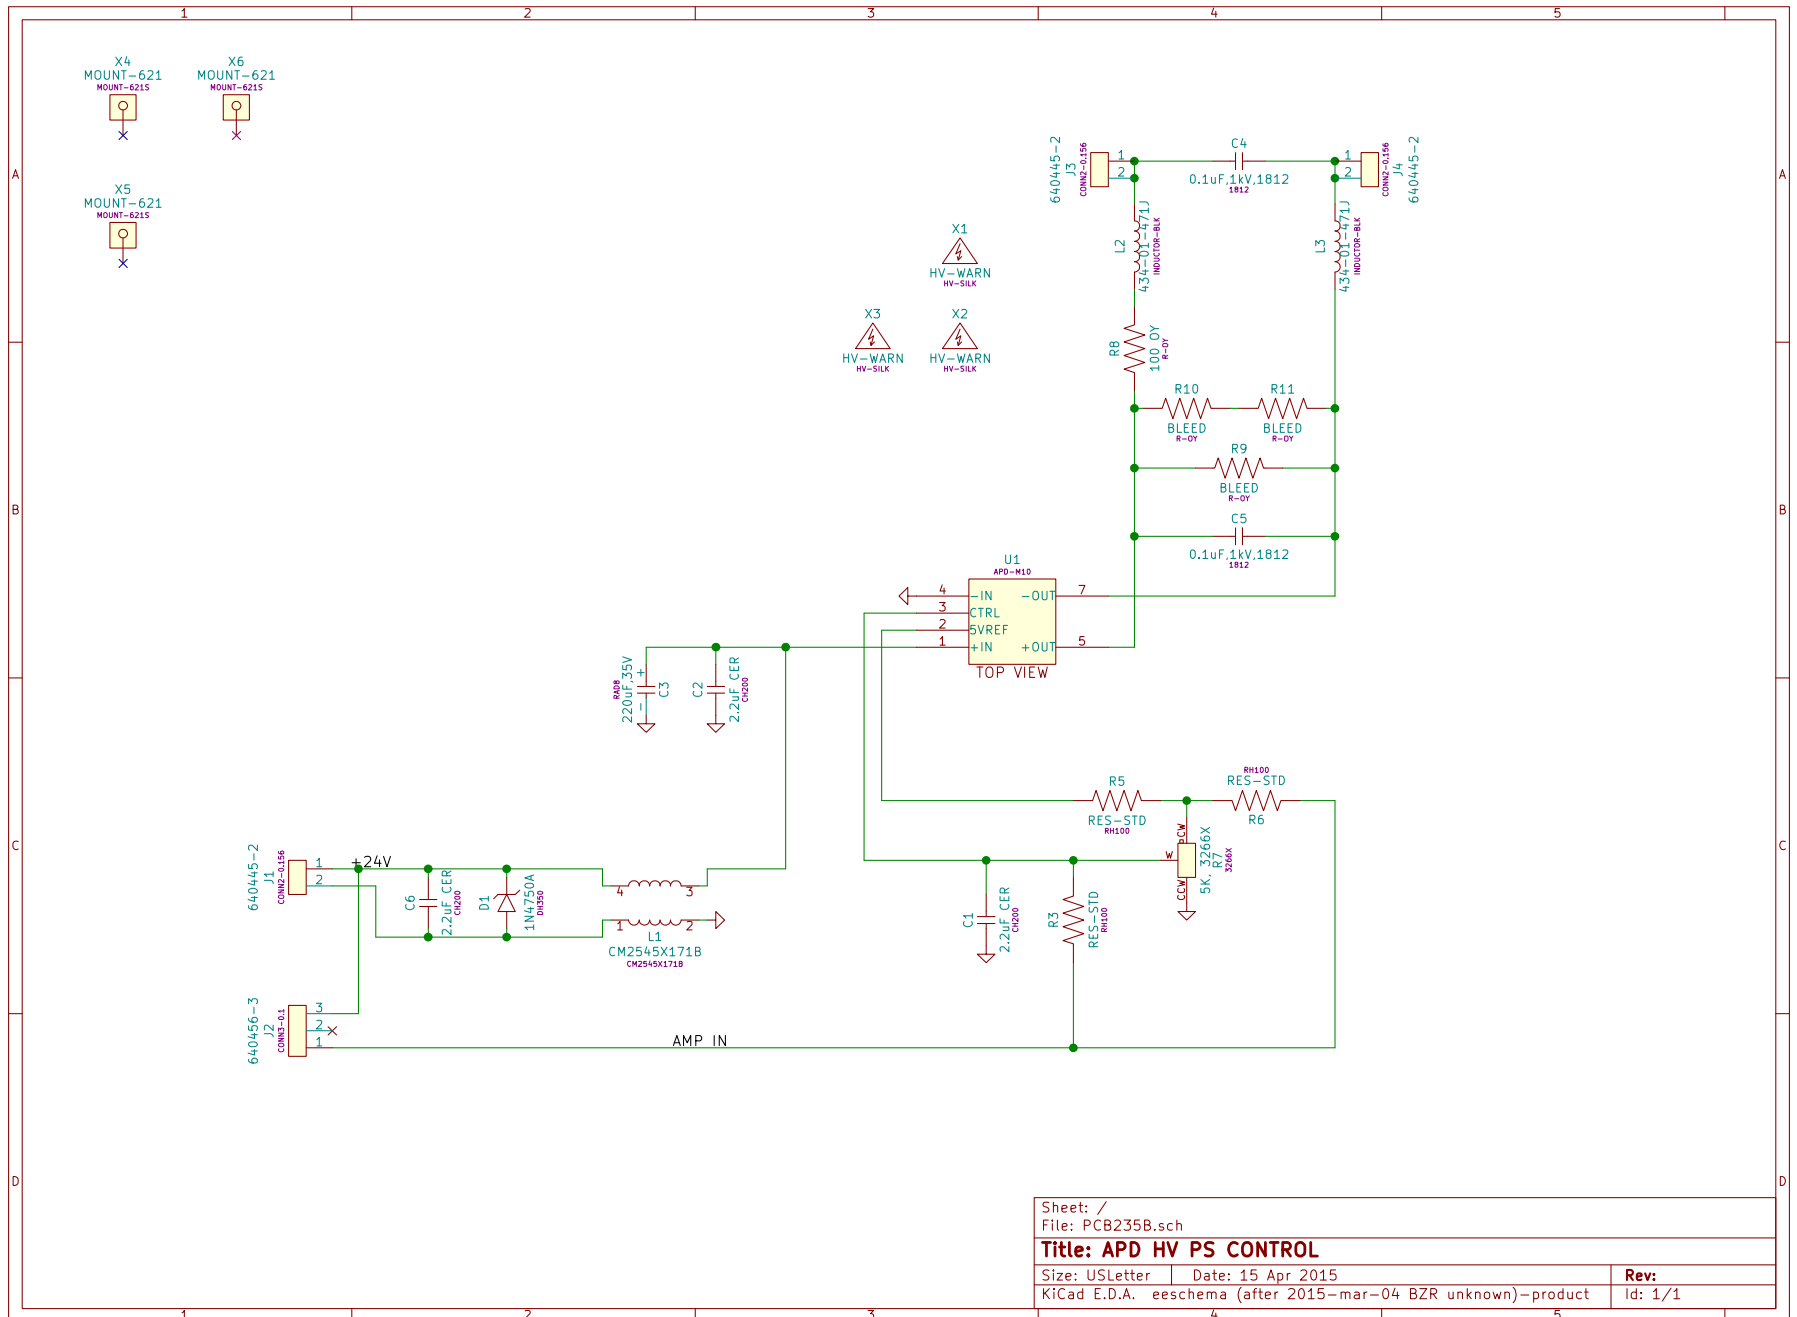 1 2 3 4 5
A
B
C
D
A
B
C
D
X4
MOUNT-621
MOUNT-621S
X6
MOUNT-621
MOUNT-621S
X5
MOUNT-621
MOUNT-621S
X1
HV-WARN
HV-SILK
X3
HV-WARN
HV-SILK
X2
HV-WARN
HV-SILK
640445-2
J3
CONN2-0.156
1
2
C4
0.1uF,1kV,1812
1812
1
2
CONN2-0.156
J4
640445-2
L2
434-01-471J
INDUCTOR-BLK
L3
434-01-471J
INDUCTOR-BLK
R8
100 OY
R-OY
R10
BLEED
R-OY
R11
BLEED
R-OY
R9
BLEED
R-OY
C5
0.1uF,1kV,1812
1812
U1
APD-M10
4 -IN -OUT 7
3 CTRL
2 5VREF
1 +IN +OUT 5
TOP VIEW
RAD8
220uF,35V
+
-
C3
C2
2.2uF CER
CH200
R5
RES-STD
RH100
RH100
RES-STD
R6
CW
W
CCW
5K, 3266X
R7
3266X
C1
2.2uF CER
CH200
R3
RES-STD
RH100
640445-2
J1
CONN2-0.156
1
2
+24V
C6
2.2uF CER
CH200
D1
1N4750A
DH350
4 3
1 2
L1
CM2545X171B
CM2545X171B
640456-3
J2
CONN3-0.1
3
2
1
AMP IN
Sheet: /
File: PCB235B.sch
Title: APD HV PS CONTROL
Size: USLetter Date: 15 Apr 2015 Rev:
KiCad E.D.A. eeschema (after 2015-mar-04 BZR unknown)-product Id: 1/1
1 2 3 4 5